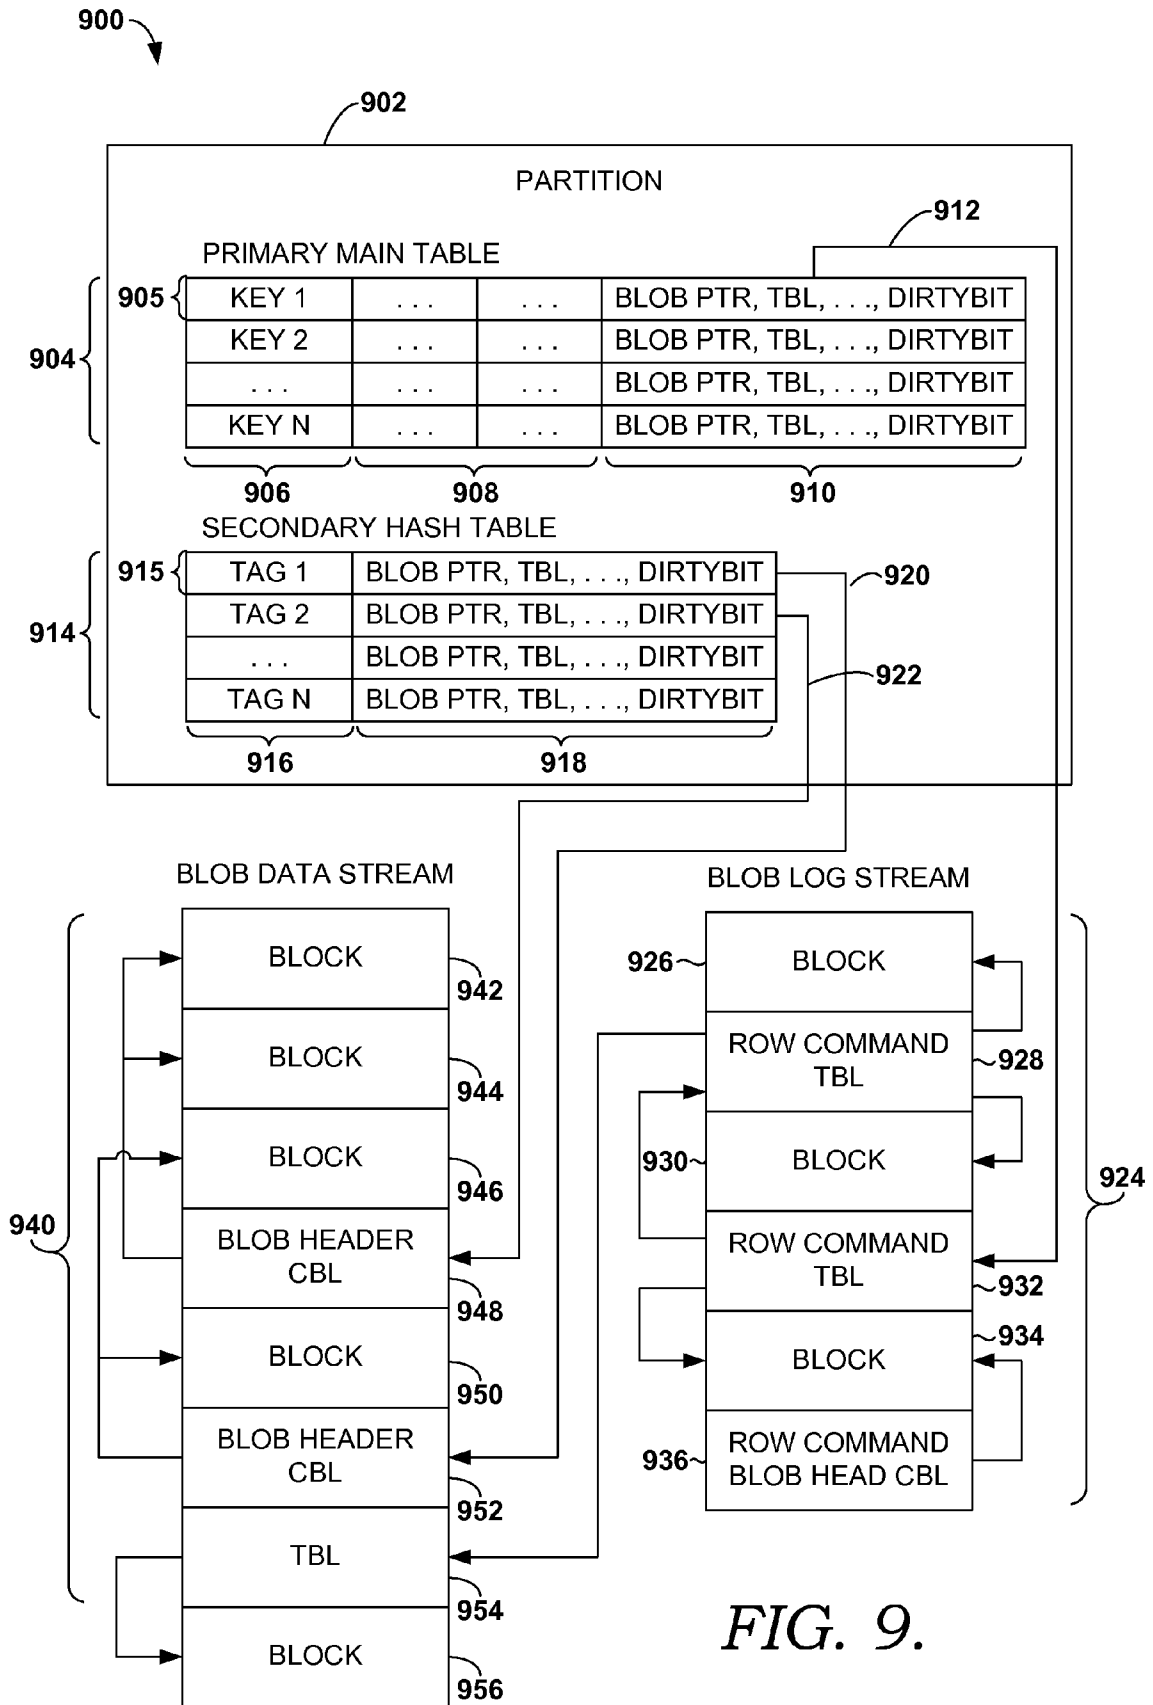 900
902
PARTITION
912
PRIMARY MAIN TABLE
905 KEY 1 . . . . . . BLOB PTR, TBL, . . ., DIRTYBIT
KEY 2 . . . . . . BLOB PTR, TBL, . . ., DIRTYBIT
904
. . . . . . . . . BLOB PTR, TBL, . . ., DIRTYBIT
KEY N . . . . . . BLOB PTR, TBL, . . ., DIRTYBIT
906 908 910
SECONDARY HASH TABLE
915 TAG 1 BLOB PTR, TBL, . . ., DIRTYBIT 920
TAG 2 BLOB PTR, TBL, . . ., DIRTYBIT
914
. . . BLOB PTR, TBL, . . ., DIRTYBIT 922
TAG N BLOB PTR, TBL, . . ., DIRTYBIT
916 918
BLOB DATA STREAM
940
BLOCK
942
BLOCK
944
BLOCK
946
BLOB HEADER
CBL
948
BLOCK
950
BLOB HEADER
CBL
952
TBL
954
BLOCK
956
BLOB LOG STREAM
924
926 BLOCK
ROW COMMAND
TBL
928
930 BLOCK
ROW COMMAND
TBL
932
934
BLOCK
936 ROW COMMAND
BLOB HEAD CBL
FIG. 9.